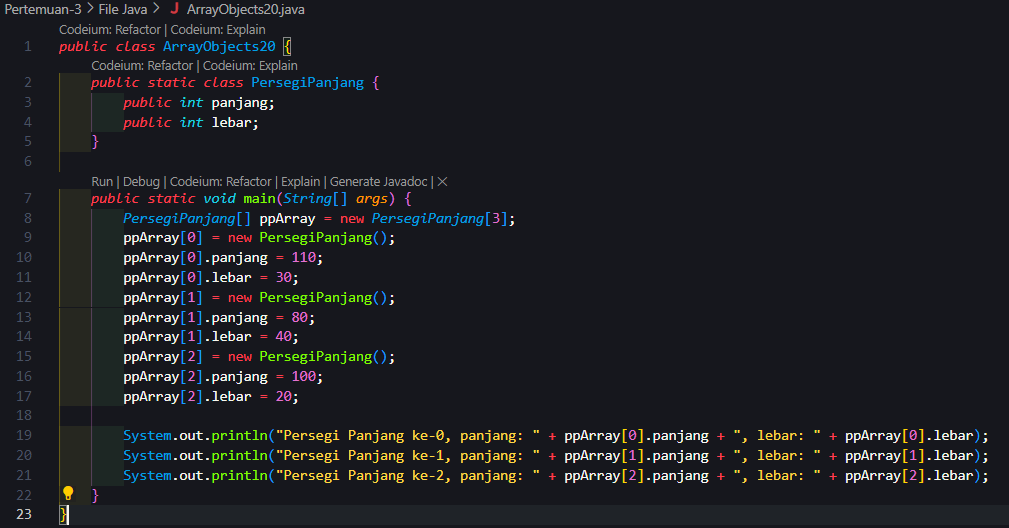 Pertemuan-3 > File Java > J ArrayObjects20.java
Codeium: Refactor | Codeium: Explain
1 public class ArrayObjects20 {
Codeium: Refactor | Codeium: Explain
2 public static class PersegiPanjang {
3 public int panjang;
4 public int lebar;
5 }
6
Run | Debug | Codeium: Refactor | Explain | Generate Javadoc | ×
7 public static void main(String[] args) {
8 PersegiPanjang[] ppArray = new PersegiPanjang[3];
9 ppArray[0] = new PersegiPanjang();
10 ppArray[0].panjang = 110;
11 ppArray[0].lebar = 30;
12 ppArray[1] = new PersegiPanjang();
13 ppArray[1].panjang = 80;
14 ppArray[1].lebar = 40;
15 ppArray[2] = new PersegiPanjang();
16 ppArray[2].panjang = 100;
17 ppArray[2].lebar = 20;
18
19 System.out.println("Persegi Panjang ke-0, panjang: " + ppArray[0].panjang + ", lebar: " + ppArray[0].lebar);
20 System.out.println("Persegi Panjang ke-1, panjang: " + ppArray[1].panjang + ", lebar: " + ppArray[1].lebar);
21 System.out.println("Persegi Panjang ke-2, panjang: " + ppArray[2].panjang + ", lebar: " + ppArray[2].lebar);
22 }
23 }